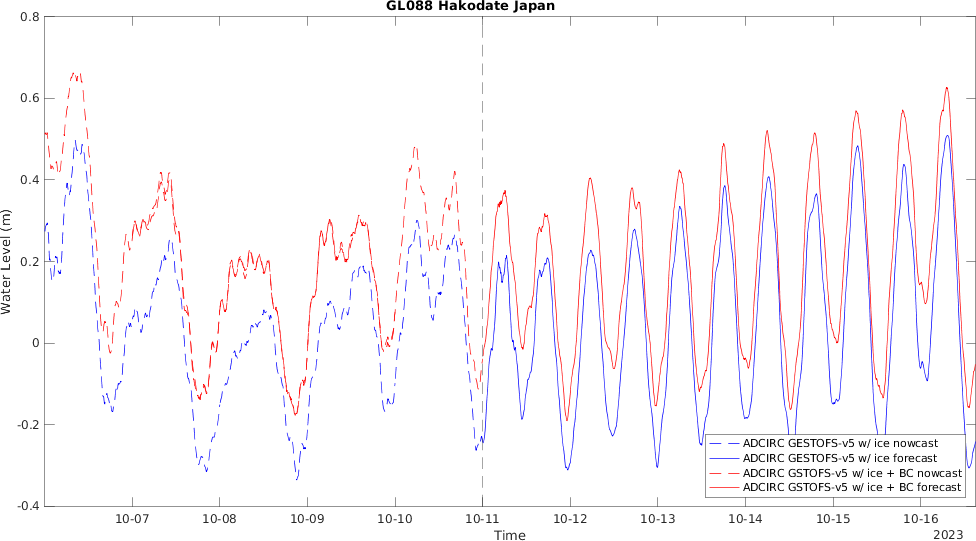 GL088 Hakodate Japan
0.8
0.6
0.4
0.2
0
-0.2
-0.4
Water Level (m)
ADCIRC GESTOFS-v5 w/ ice nowcast
ADCIRC GESTOFS-v5 w/ ice forecast
ADCIRC GSTOFS-v5 w/ ice + BC nowcast
ADCIRC GSTOFS-v5 w/ ice + BC forecast
10-07 10-08 10-09 10-10 10-11 10-12 10-13 10-14 10-15 10-16
Time
2023